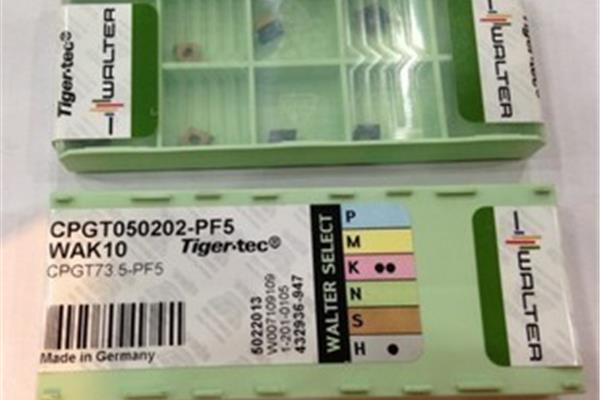 Tiger·tec®
WALTER
WALTER
CPGT050202-PF5
WAK10
Tiger·tec®
CPGT73.5-PF5
Made in Germany
5022013
W007109109
1-201-0105
432936-947
WALTER SELECT
P
M
K
N
S
H
WALTER